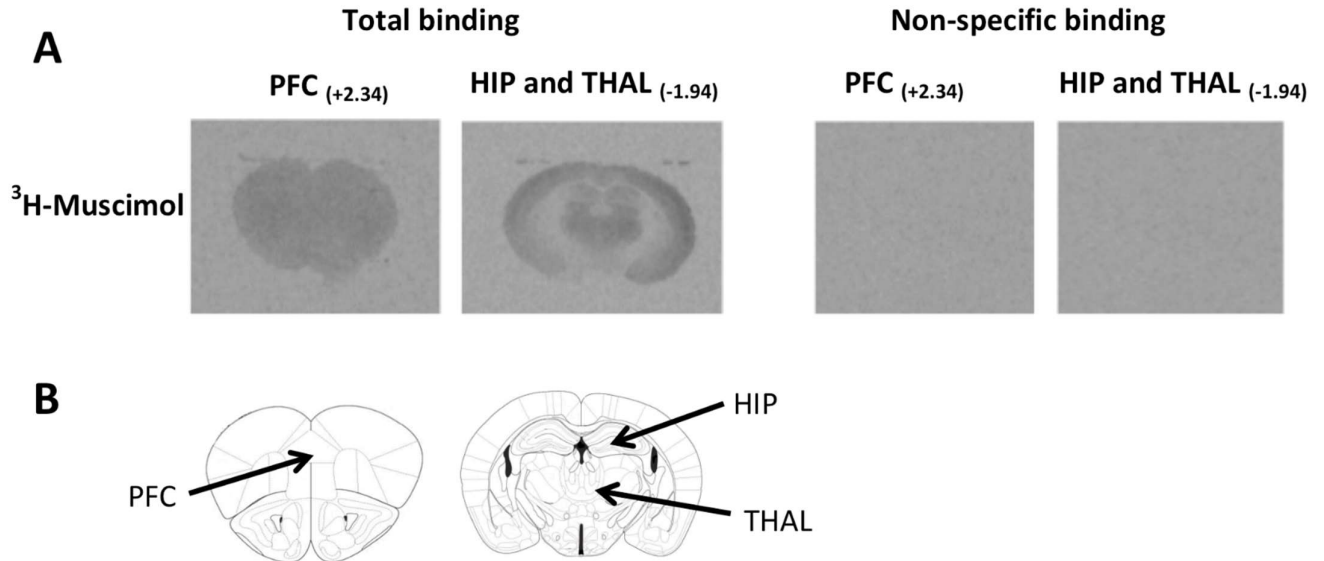 A
Total binding
Non-specific binding
PFC (+2.34)
HIP and THAL (-1.94)
PFC (+2.34)
HIP and THAL (-1.94)
³H-Muscimol
B
HIP
PFC
THAL